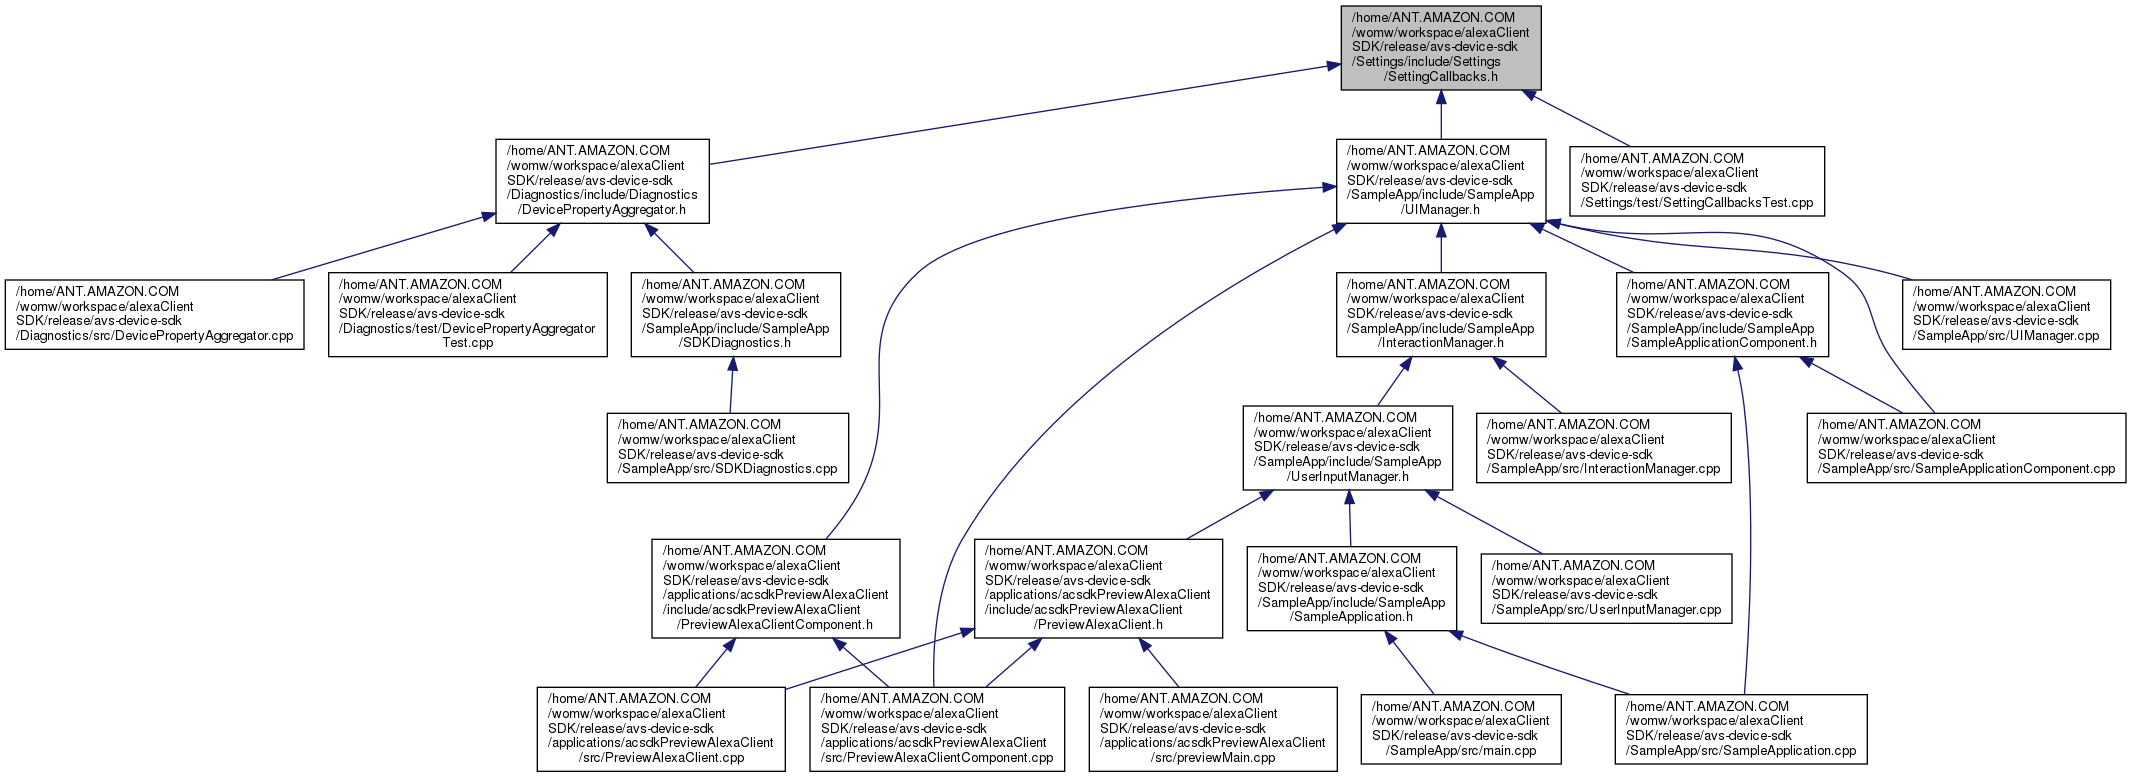 /home/ANT.AMAZON.COM
/womw/workspace/alexaClient
SDK/release/avs-device-sdk
/Settings/include/Settings
/SettingCallbacks.h
/home/ANT.AMAZON.COM
/womw/workspace/alexaClient
SDK/release/avs-device-sdk
/Diagnostics/include/Diagnostics
/DevicePropertyAggregator.h
/home/ANT.AMAZON.COM
/womw/workspace/alexaClient
SDK/release/avs-device-sdk
/SampleApp/include/SampleApp
/UIManager.h
/home/ANT.AMAZON.COM
/womw/workspace/alexaClient
SDK/release/avs-device-sdk
/Settings/test/SettingCallbacksTest.cpp
/home/ANT.AMAZON.COM
/womw/workspace/alexaClient
SDK/release/avs-device-sdk
/Diagnostics/src/DevicePropertyAggregator.cpp
/home/ANT.AMAZON.COM
/womw/workspace/alexaClient
SDK/release/avs-device-sdk
/Diagnostics/test/DevicePropertyAggregator
Test.cpp
/home/ANT.AMAZON.COM
/womw/workspace/alexaClient
SDK/release/avs-device-sdk
/SampleApp/include/SampleApp
/SDKDiagnostics.h
/home/ANT.AMAZON.COM
/womw/workspace/alexaClient
SDK/release/avs-device-sdk
/SampleApp/include/SampleApp
/InteractionManager.h
/home/ANT.AMAZON.COM
/womw/workspace/alexaClient
SDK/release/avs-device-sdk
/SampleApp/include/SampleApp
/SampleApplicationComponent.h
/home/ANT.AMAZON.COM
/womw/workspace/alexaClient
SDK/release/avs-device-sdk
/SampleApp/src/UIManager.cpp
/home/ANT.AMAZON.COM
/womw/workspace/alexaClient
SDK/release/avs-device-sdk
/SampleApp/src/SDKDiagnostics.cpp
/home/ANT.AMAZON.COM
/womw/workspace/alexaClient
SDK/release/avs-device-sdk
/SampleApp/include/SampleApp
/UserInputManager.h
/home/ANT.AMAZON.COM
/womw/workspace/alexaClient
SDK/release/avs-device-sdk
/SampleApp/src/InteractionManager.cpp
/home/ANT.AMAZON.COM
/womw/workspace/alexaClient
SDK/release/avs-device-sdk
/SampleApp/src/SampleApplicationComponent.cpp
/home/ANT.AMAZON.COM
/womw/workspace/alexaClient
SDK/release/avs-device-sdk
/applications/acsdkPreviewAlexaClient
/include/acsdkPreviewAlexaClient
/PreviewAlexaClientComponent.h
/home/ANT.AMAZON.COM
/womw/workspace/alexaClient
SDK/release/avs-device-sdk
/applications/acsdkPreviewAlexaClient
/include/acsdkPreviewAlexaClient
/PreviewAlexaClient.h
/home/ANT.AMAZON.COM
/womw/workspace/alexaClient
SDK/release/avs-device-sdk
/SampleApp/include/SampleApp
/SampleApplication.h
/home/ANT.AMAZON.COM
/womw/workspace/alexaClient
SDK/release/avs-device-sdk
/SampleApp/src/UserInputManager.cpp
/home/ANT.AMAZON.COM
/womw/workspace/alexaClient
SDK/release/avs-device-sdk
/applications/acsdkPreviewAlexaClient
/src/PreviewAlexaClient.cpp
/home/ANT.AMAZON.COM
/womw/workspace/alexaClient
SDK/release/avs-device-sdk
/applications/acsdkPreviewAlexaClient
/src/PreviewAlexaClientComponent.cpp
/home/ANT.AMAZON.COM
/womw/workspace/alexaClient
SDK/release/avs-device-sdk
/applications/acsdkPreviewAlexaClient
/src/previewMain.cpp
/home/ANT.AMAZON.COM
/womw/workspace/alexaClient
SDK/release/avs-device-sdk
/SampleApp/src/main.cpp
/home/ANT.AMAZON.COM
/womw/workspace/alexaClient
SDK/release/avs-device-sdk
/SampleApp/src/SampleApplication.cpp